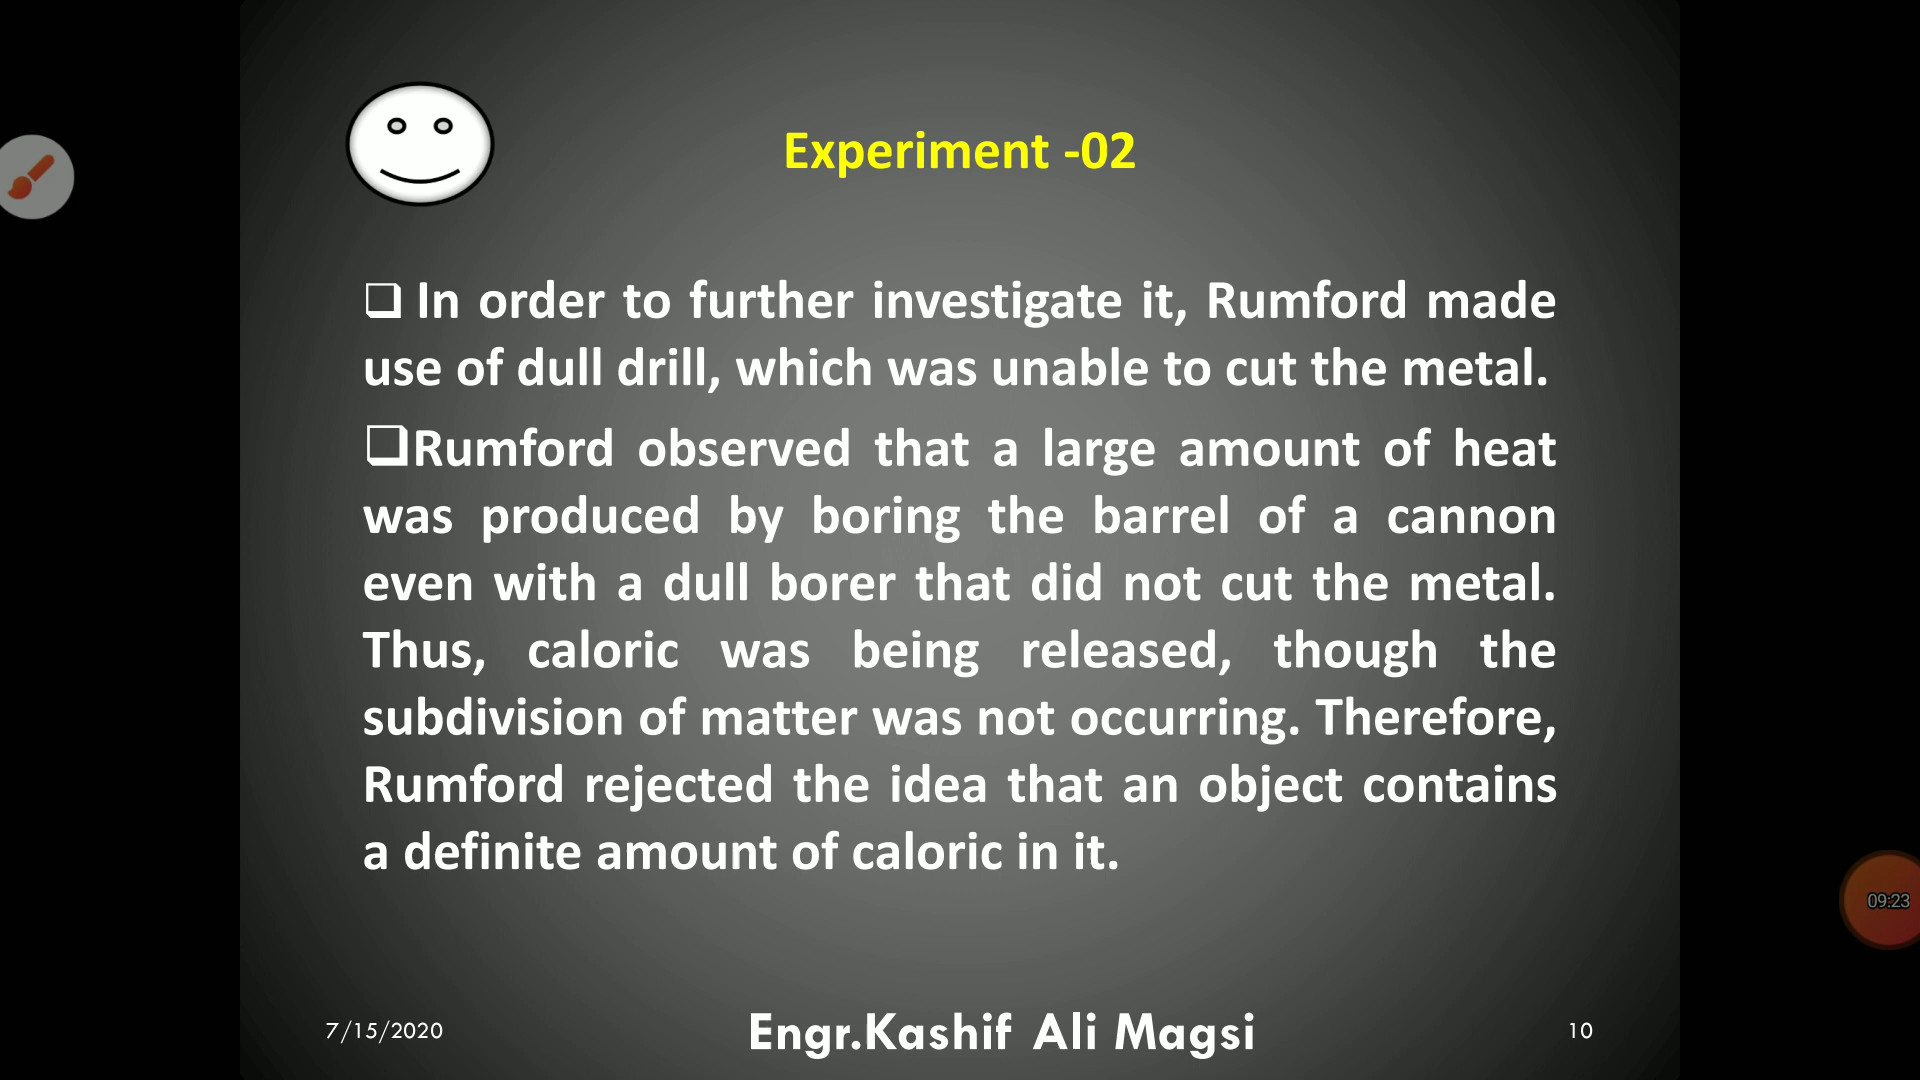 Experiment -02
❑ In order to further investigate it, Rumford made
use of dull drill, which was unable to cut the metal.
❑Rumford observed that a large amount of heat
was produced by boring the barrel of a cannon
even with a dull borer that did not cut the metal.
Thus, caloric was being released, though the
subdivision of matter was not occurring. Therefore,
Rumford rejected the idea that an object contains
a definite amount of caloric in it.
09:23
7/15/2020
Engr.Kashif Ali Magsi
10